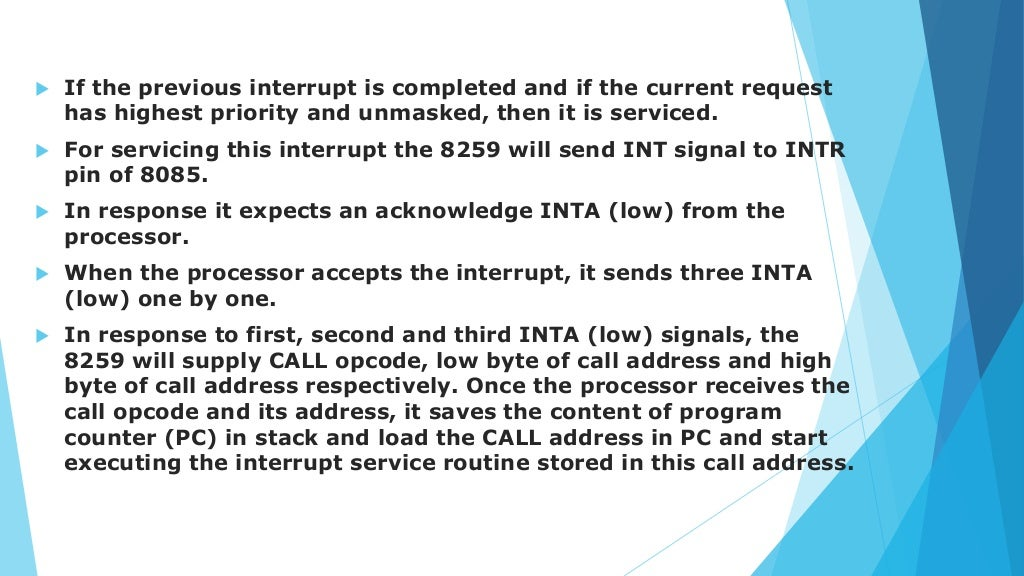 If the previous interrupt is completed and if the current request
has highest priority and unmasked, then it is serviced.
For servicing this interrupt the 8259 will send INT signal to INTR
pin of 8085.
In response it expects an acknowledge INTA (low) from the
processor.
When the processor accepts the interrupt, it sends three INTA
(low) one by one.
In response to first, second and third INTA (low) signals, the
8259 will supply CALL opcode, low byte of call address and high
byte of call address respectively. Once the processor receives the
call opcode and its address, it saves the content of program
counter (PC) in stack and load the CALL address in PC and start
executing the interrupt service routine stored in this call address.